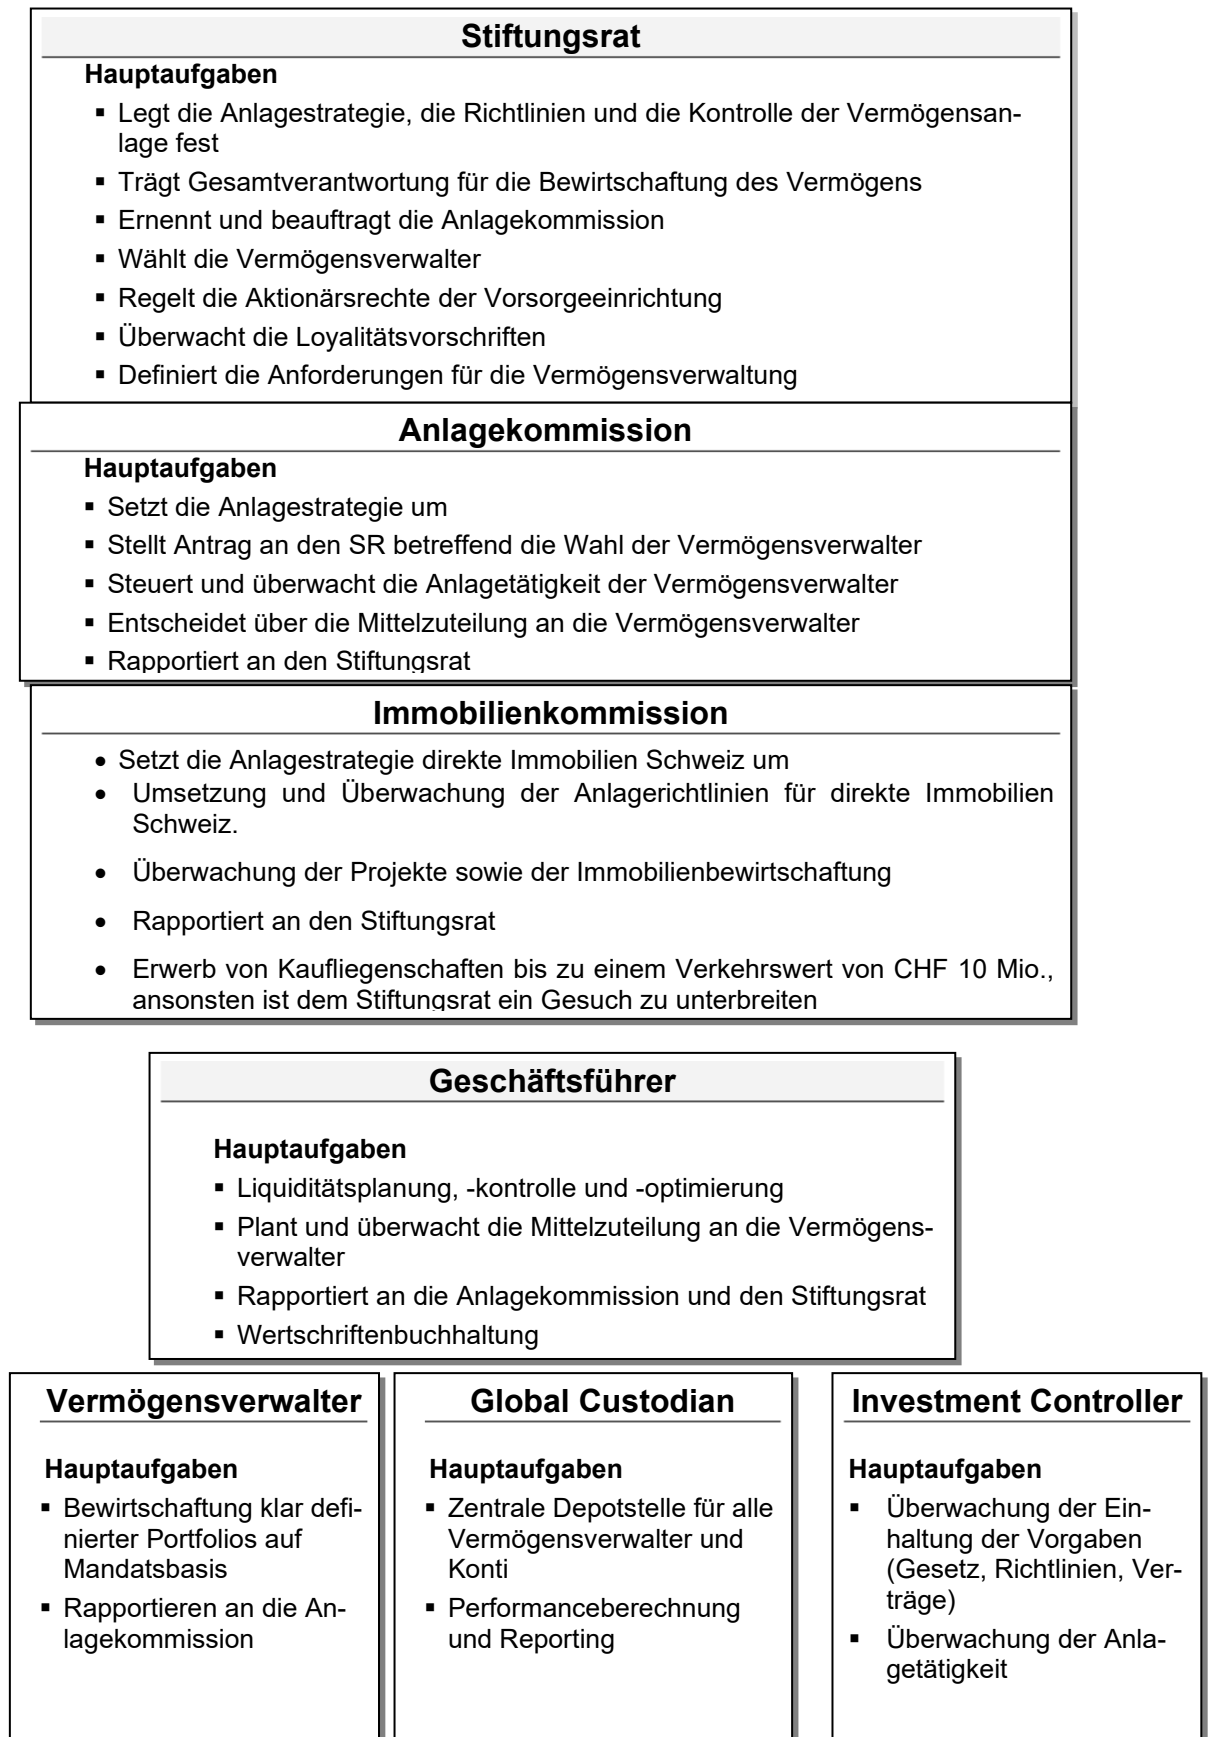 Stiftungsrat
Hauptaufgaben
▪ Legt die Anlagestrategie, die Richtlinien und die Kontrolle der Vermögensan-
lage fest
▪ Trägt Gesamtverantwortung für die Bewirtschaftung des Vermögens
▪ Ernennt und beauftragt die Anlagekommission
▪ Wählt die Vermögensverwalter
▪ Regelt die Aktionärsrechte der Vorsorgeeinrichtung
▪ Überwacht die Loyalitätsvorschriften
▪ Definiert die Anforderungen für die Vermögensverwaltung
Anlagekommission
Hauptaufgaben
▪ Setzt die Anlagestrategie um
▪ Stellt Antrag an den SR betreffend die Wahl der Vermögensverwalter
▪ Steuert und überwacht die Anlagetätigkeit der Vermögensverwalter
▪ Entscheidet über die Mittelzuteilung an die Vermögensverwalter
▪ Rapportiert an den Stiftungsrat
Immobilienkommission
• Setzt die Anlagestrategie direkte Immobilien Schweiz um
• Umsetzung und Überwachung der Anlagerichtlinien für direkte Immobilien
Schweiz.
• Überwachung der Projekte sowie der Immobilienbewirtschaftung
• Rapportiert an den Stiftungsrat
• Erwerb von Kaufliegenschaften bis zu einem Verkehrswert von CHF 10 Mio.,
ansonsten ist dem Stiftungsrat ein Gesuch zu unterbreiten
Geschäftsführer
Hauptaufgaben
▪ Liquiditätsplanung, -kontrolle und -optimierung
▪ Plant und überwacht die Mittelzuteilung an die Vermögens-
verwalter
▪ Rapportiert an die Anlagekommission und den Stiftungsrat
▪ Wertschriftenbuchhaltung
Vermögensverwalter
Hauptaufgaben
▪ Bewirtschaftung klar defi-
nierter Portfolios auf
Mandatsbasis
▪ Rapportieren an die An-
lagekommission
Global Custodian
Hauptaufgaben
▪ Zentrale Depotstelle für alle
Vermögensverwalter und
Konti
▪ Performanceberechnung
und Reporting
Investment Controller
Hauptaufgaben
▪ Überwachung der Ein-
haltung der Vorgaben
(Gesetz, Richtlinien, Ver-
träge)
▪ Überwachung der Anla-
getätigkeit